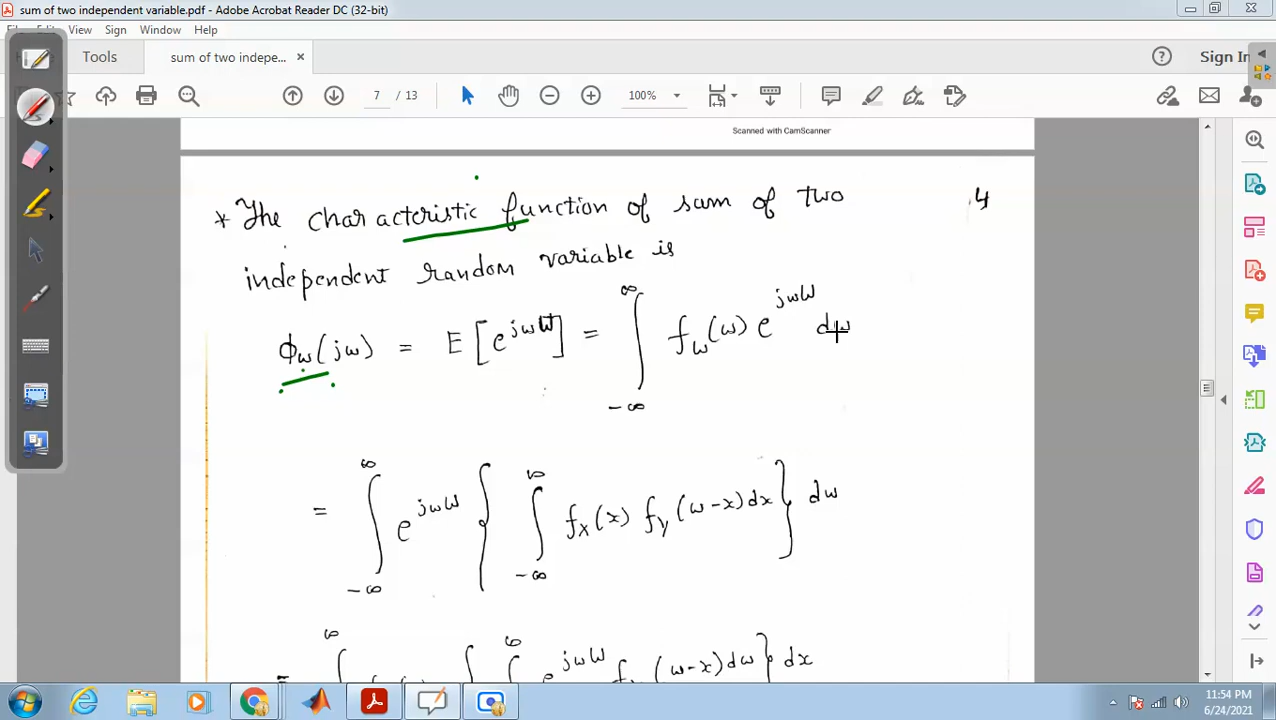 sum of two independent variable.pdf - Adobe Acrobat Reader DC (32-bit)
View Sign Window Help
Tools sum of two indepe... × Sign In
7 / 13 100%
Scanned with CamScanner
* The characteristic function of sum of two 4
independent random variable is
ϕ_W(jω) = E[e^{jωW}] = ∫_{-∞}^{∞} f_W(w) e^{jωW} dw
= ∫_{-∞}^{∞} e^{jωW} { ∫_{-∞}^{∞} f_X(x) f_Y(w-x)dx } dw
11:54 PM
6/24/2021